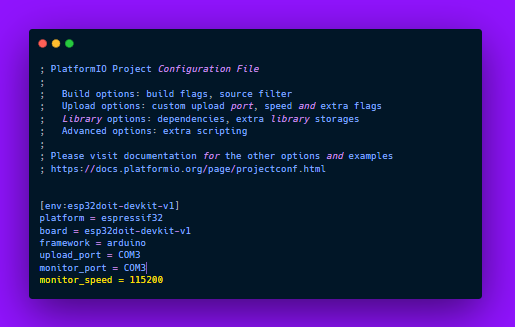 ; PlatformIO Project Configuration File
;
;   Build options: build flags, source filter
;   Upload options: custom upload port, speed and extra flags
;   Library options: dependencies, extra library storages
;   Advanced options: extra scripting
;
; Please visit documentation for the other options and examples
; https://docs.platformio.org/page/projectconf.html
[env:esp32doit-devkit-v1]
platform = espressif32
board = esp32doit-devkit-v1
framework = arduino
upload_port = COM3
monitor_port = COM3
monitor_speed = 115200